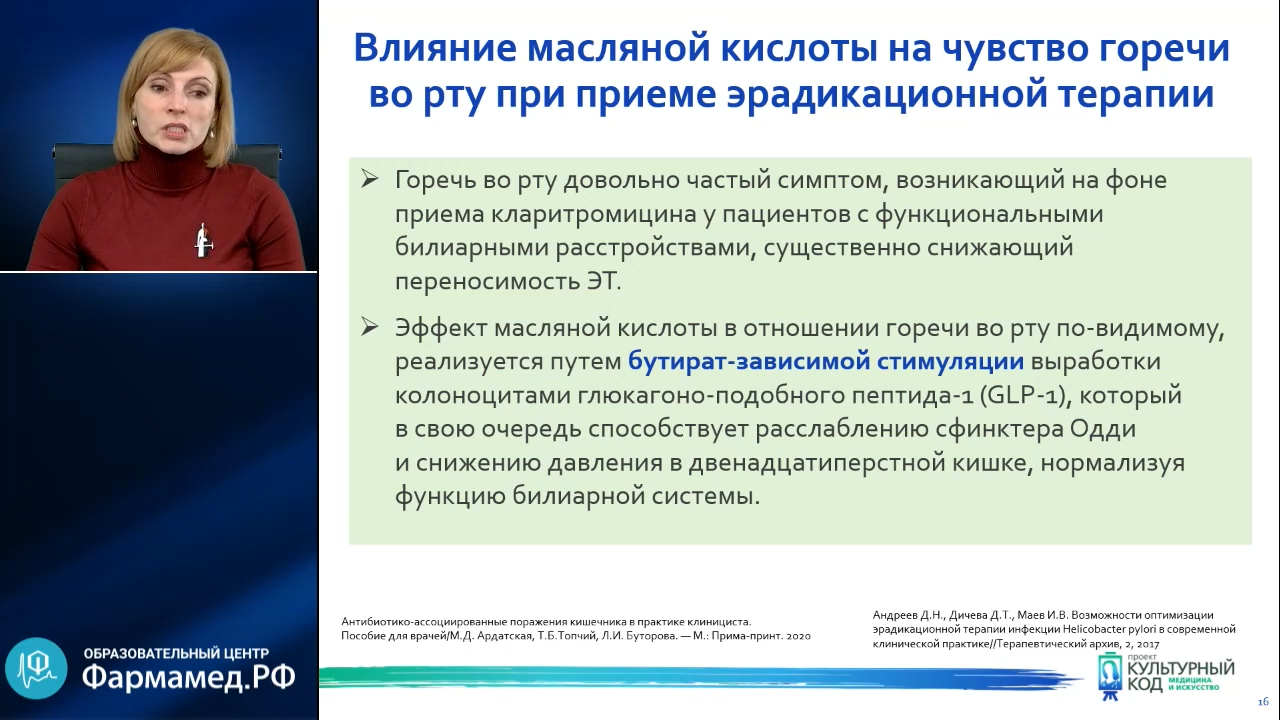 Влияние масляной кислоты на чувство горечи
во рту при приеме эрадикационной терапии
Горечь во рту довольно частый симптом, возникающий на фоне
приема кларитромицина у пациентов с функциональными
билиарными расстройствами, существенно снижающий
переносимость ЭТ.
Эффект масляной кислоты в отношении горечи во рту по-видимому,
реализуется путем бутират-зависимой стимуляции выработки
колоноцитами глюкагоно-подобного пептида-1 (GLP-1), который
в свою очередь способствует расслаблению сфинктера Одди
и снижению давления в двенадцатиперстной кишке, нормализуя
функцию билиарной системы.
Антибиотико-ассоциированные поражения кишечника в практике клинициста.
Пособие для врачей/М.Д. Ардатская, Т.Б.Топчий, Л.И. Буторова. — М.: Прима-принт. 2020
Андреев Д.Н., Дичева Д.Т., Маев И.В. Возможности оптимизации
эрадикационной терапии инфекции Helicobacter pylori в современной
клинической практике//Терапевтический архив, 2, 2017
ОБРАЗОВАТЕЛЬНЫЙ ЦЕНТР
Фармамед.РФ
проект
КУЛЬТУРНЫЙ
КОД МЕДИЦИНА
И ИСКУССТВО
16